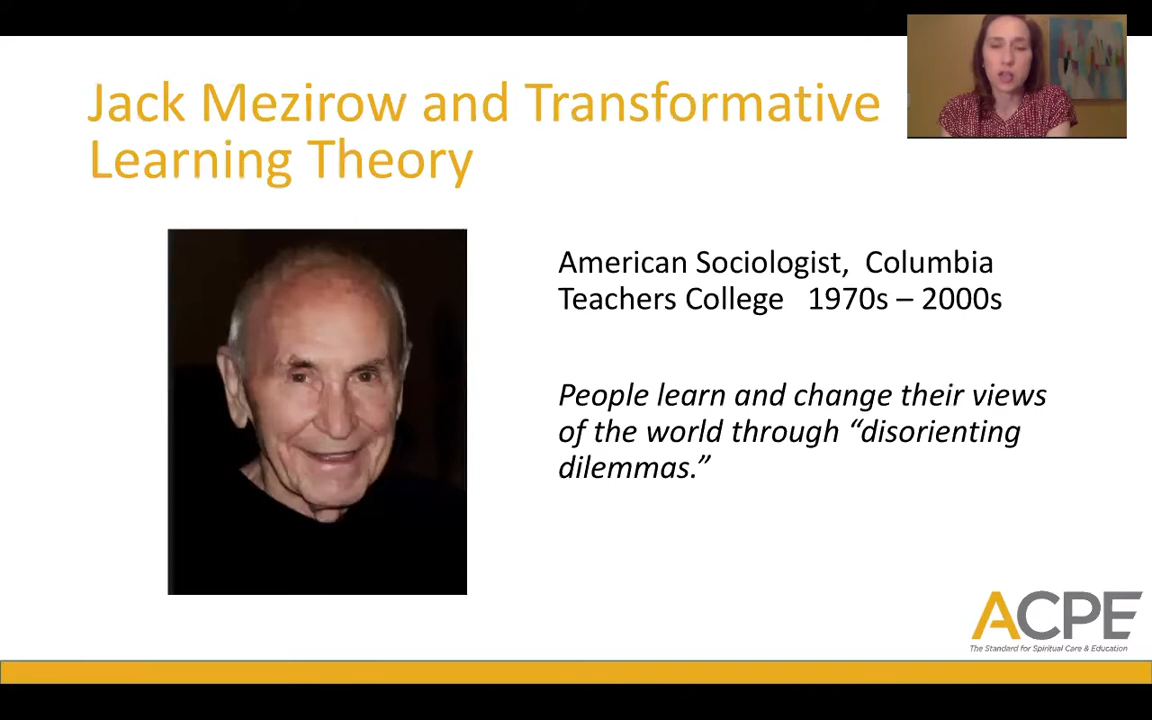 Jack Mezirow and Transformative
Learning Theory
American Sociologist,  Columbia
Teachers College   1970s – 2000s
People learn and change their views
of the world through “disorienting
dilemmas.”
ACPE
The Standard for Spiritual Care & Education